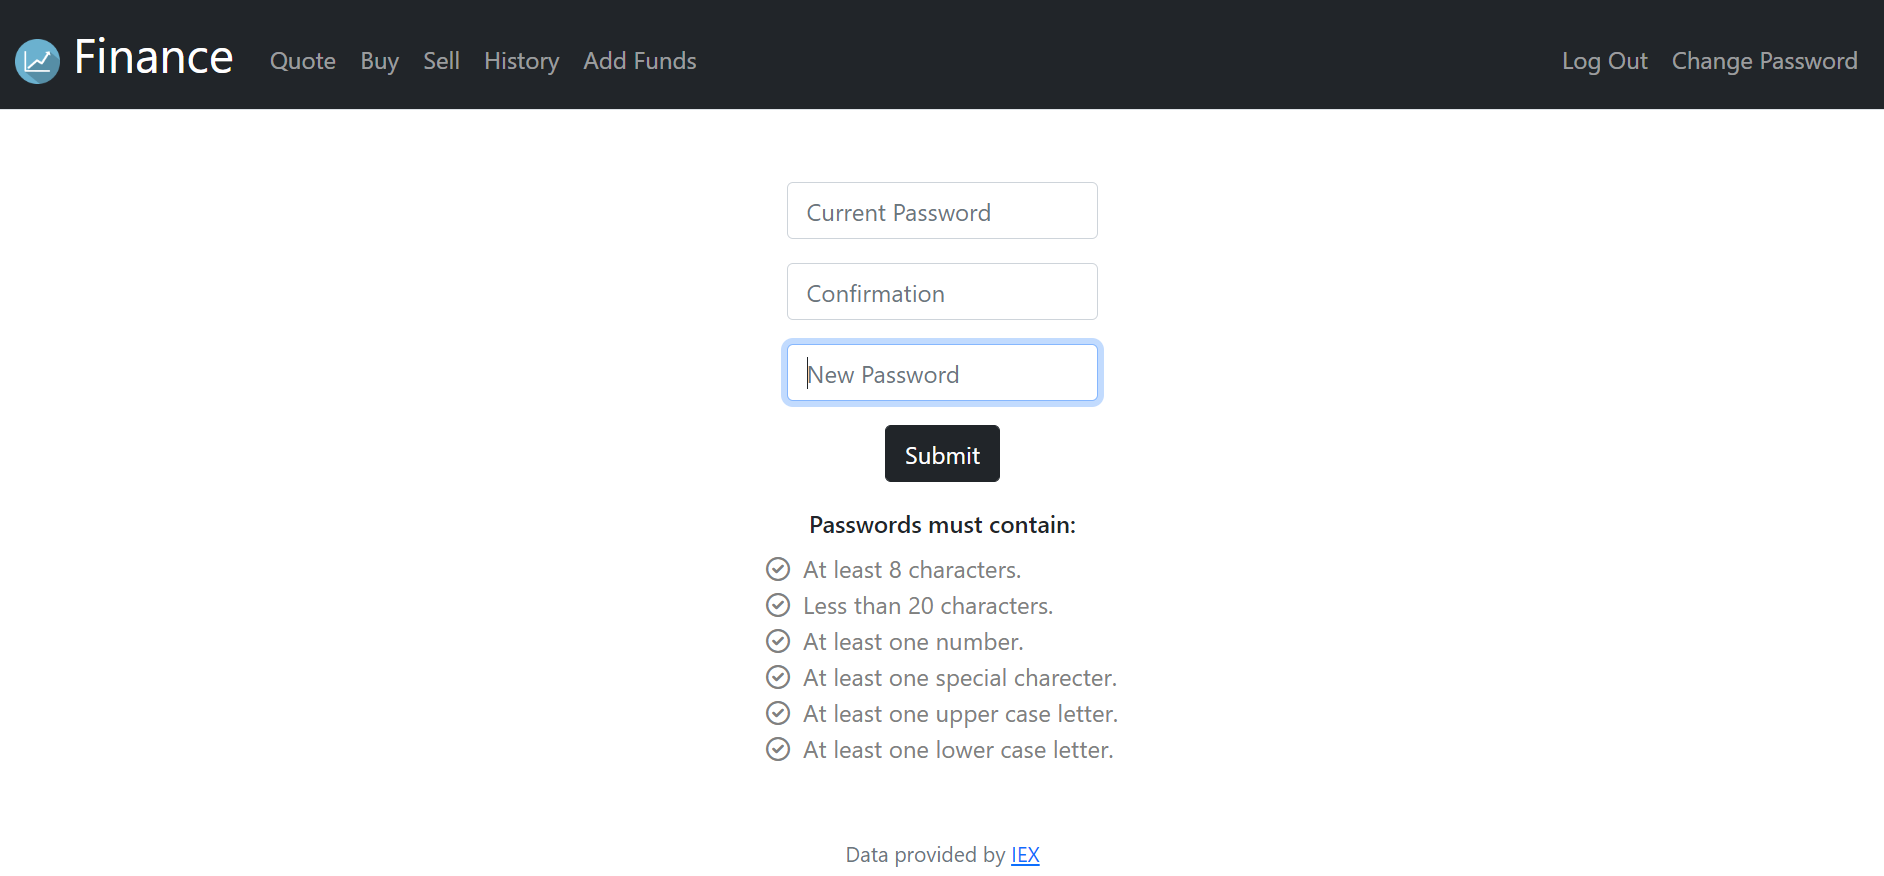 Finance Quote Buy Sell History Add Funds Log Out Change Password
Current Password
Confirmation
New Password
Submit
Passwords must contain:
At least 8 characters.
Less than 20 characters.
At least one number.
At least one special charecter.
At least one upper case letter.
At least one lower case letter.
Data provided by IEX